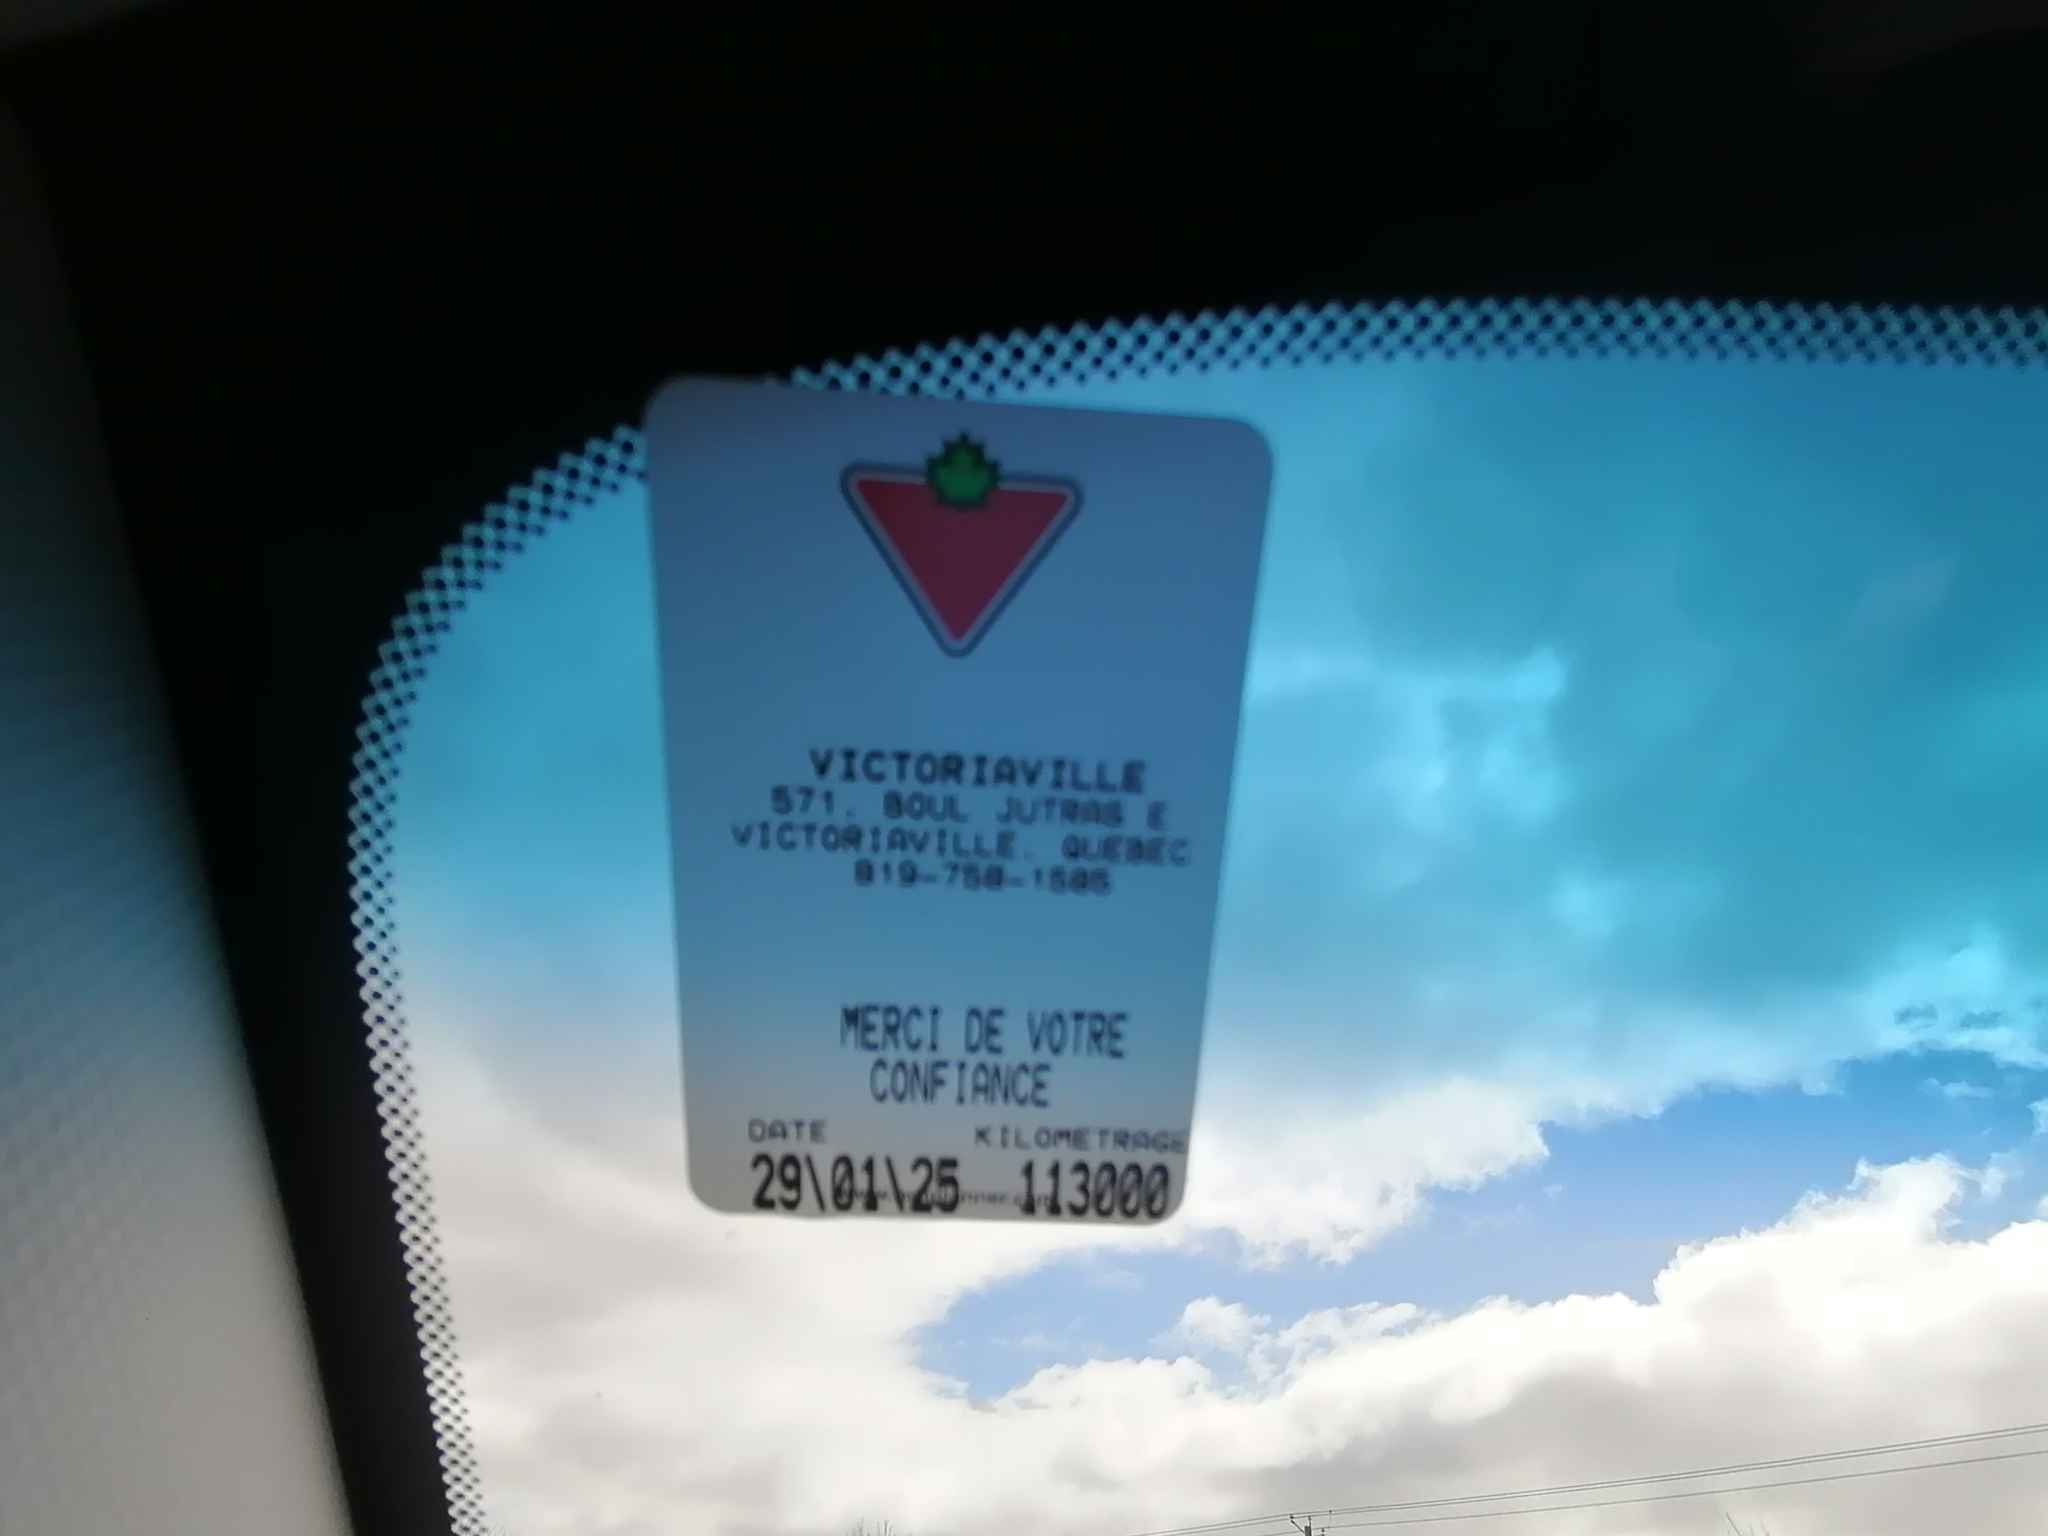 VICTORIAVILLE
571, BOUL JUTRAS E
VICTORIAVILLE, QUEBEC
819-758-1505
MERCI DE VOTRE
CONFIANCE
DATE KILOMETRAGE
29\01\25 113000